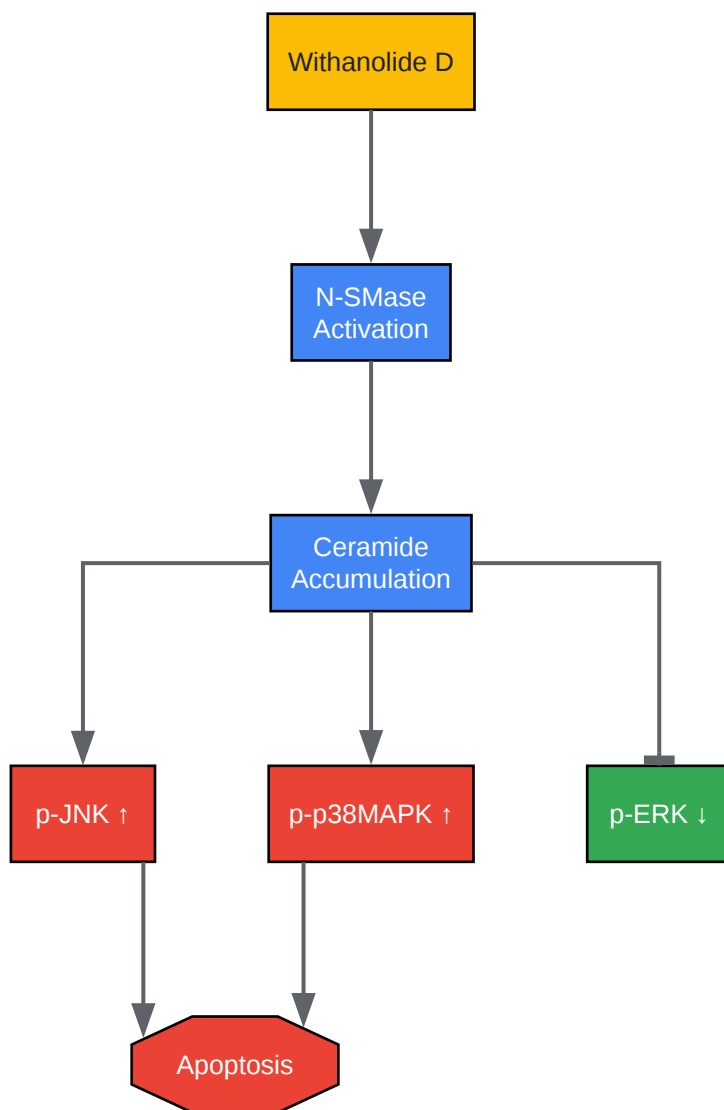 Withanolide D
N-SMase
Activation
Ceramide
Accumulation
p-JNK ↑
p-p38MAPK ↑
p-ERK ↓
Apoptosis